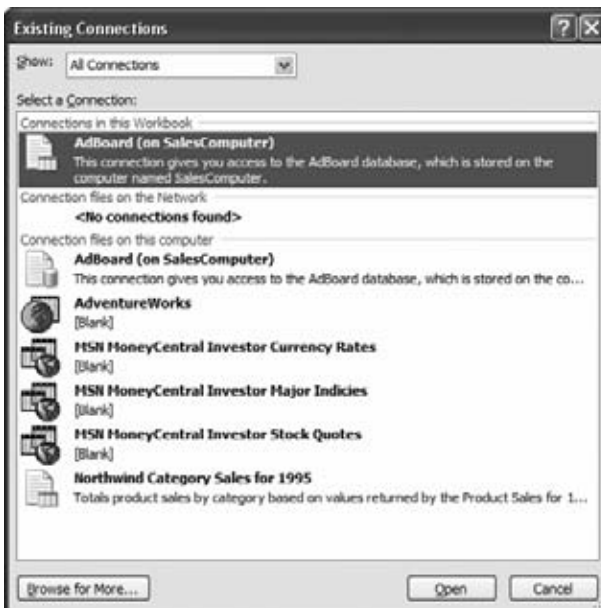 Existing Connections
Show: All Connections
Select a Connection:
Connections in this Workbook
AdBoard (on SalesComputer)
This connection gives you access to the AdBoard database, which is stored on the
computer named SalesComputer.
Connection files on the Network
<No connections found>
Connection files on this computer
AdBoard (on SalesComputer)
This connection gives you access to the AdBoard database, which is stored on the co...
AdventureWorks
[Blank]
MSN MoneyCentral Investor Currency Rates
[Blank]
MSN MoneyCentral Investor Major Indicies
[Blank]
MSN MoneyCentral Investor Stock Quotes
[Blank]
Northwind Category Sales for 1995
Totals product sales by category based on values returned by the Product Sales for 1...
Browse for More... Open Cancel